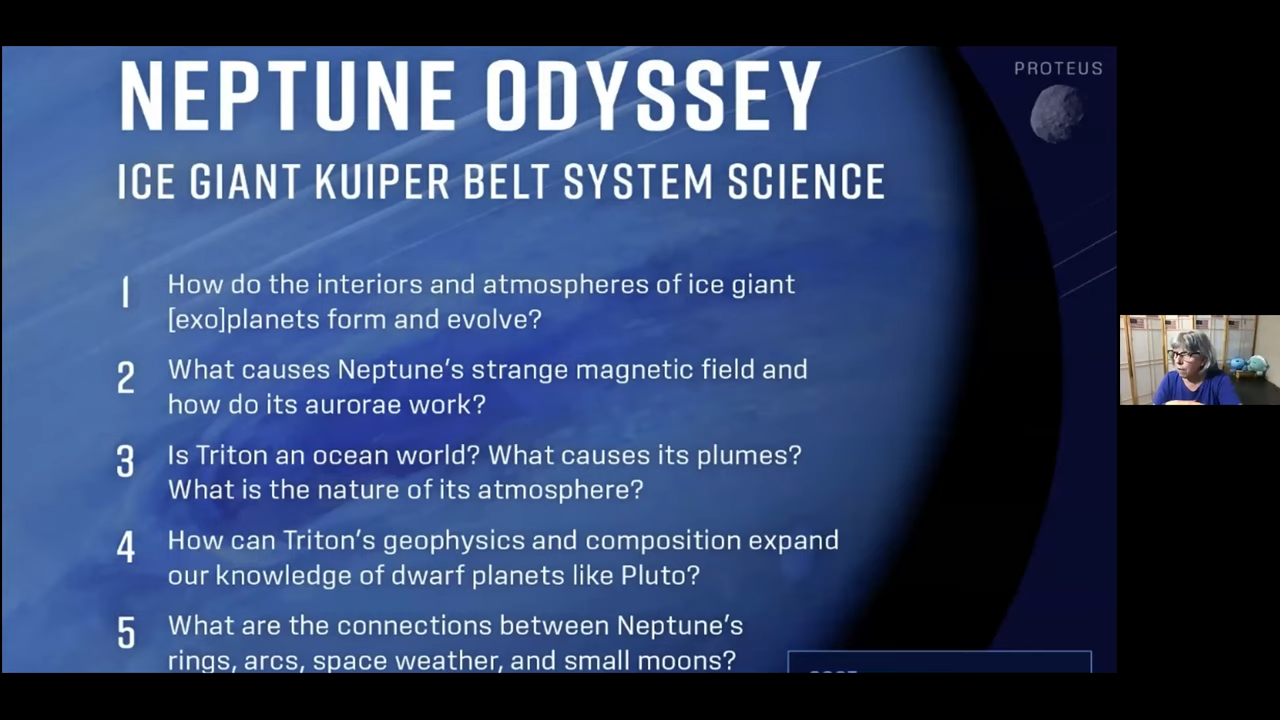 NEPTUNE ODYSSEY
PROTEUS
ICE GIANT KUIPER BELT SYSTEM SCIENCE
1 How do the interiors and atmospheres of ice giant
[exo]planets form and evolve?
2 What causes Neptune’s strange magnetic field and
how do its aurorae work?
3 Is Triton an ocean world? What causes its plumes?
What is the nature of its atmosphere?
4 How can Triton’s geophysics and composition expand
our knowledge of dwarf planets like Pluto?
5 What are the connections between Neptune’s
rings, arcs, space weather, and small moons?